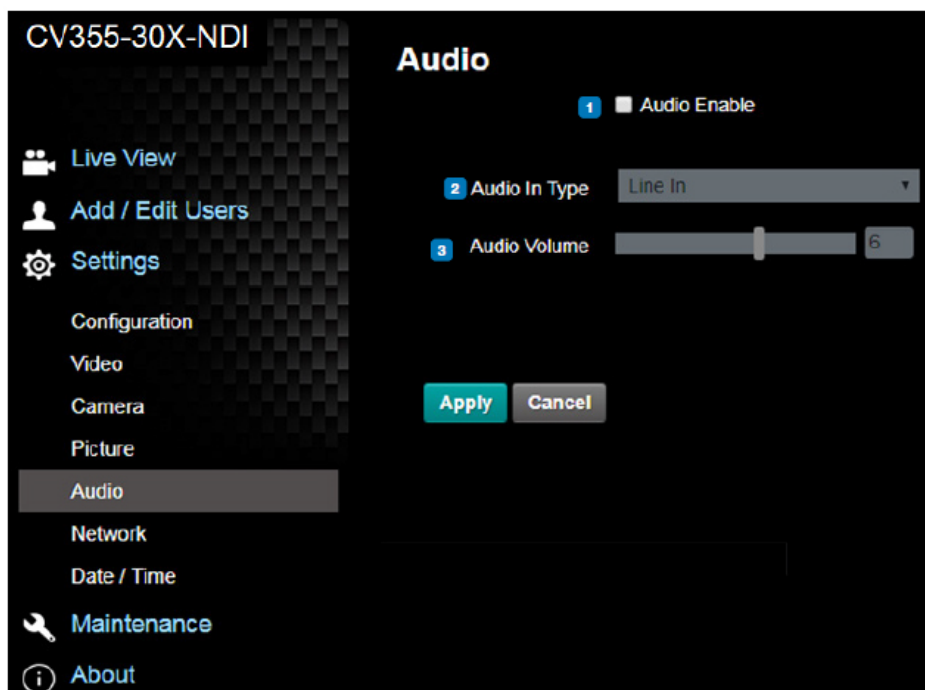 CV355-30X-NDI
Live View
Add / Edit Users
Settings
Configuration
Video
Camera
Picture
Audio
Network
Date / Time
Maintenance
About
Audio
1 Audio Enable
2 Audio In Type Line In
3 Audio Volume 6
Apply Cancel